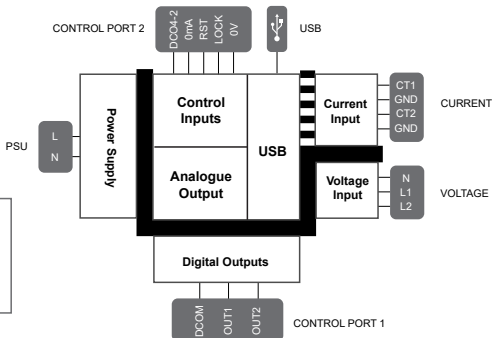 CONTROL PORT 2
DCO4-2
0mA
RST
LOCK
0V
USB
PSU
L
N
Power Supply
Control
Inputs
Analogue
Output
USB
Current
Input
CT1
GND
CT2
GND
CURRENT
Voltage
Input
N
L1
L2
VOLTAGE
Digital Outputs
DCOM
OUT1
OUT2
CONTROL PORT 1